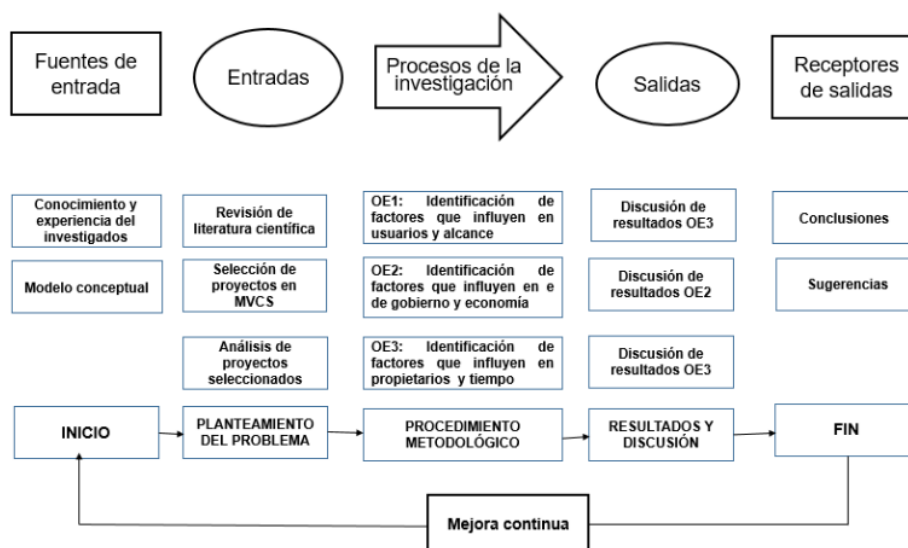 Fuentes de
entrada
Entradas
Procesos de la
investigación
Salidas
Receptores
de salidas
Conocimiento y
experiencia del
investigados
Revisión de
literatura científica
OE1: Identificación de
factores que influyen en
usuarios y alcance
Discusión de
resultados OE3
Conclusiones
Modelo conceptual
Selección de
proyectos en
MVCS
OE2: Identificación de
factores que influyen en e
de gobierno y economía
Discusión de
resultados OE2
Sugerencias
Análisis de
proyectos
seleccionados
OE3: Identificación de
factores que influyen en
propietarios y tiempo
Discusión de
resultados OE3
INICIO
PLANTEAMIENTO
DEL PROBLEMA
PROCEDIMIENTO
METODOLÓGICO
RESULTADOS Y
DISCUSIÓN
FIN
Mejora continua